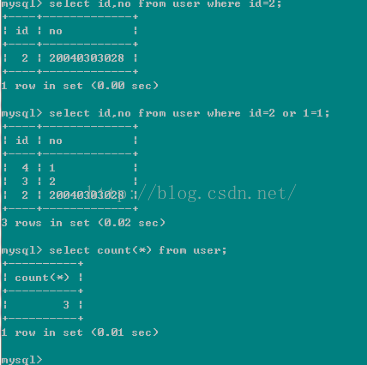 mysql> select id,no from user where id=2;
+----+-------------+
| id | no          |
+----+-------------+
|  2 | 20040303028 |
+----+-------------+
1 row in set (0.00 sec)
mysql> select id,no from user where id=2 or 1=1;
+----+-------------+
| id | no          |
+----+-------------+
|  4 | 1           |
|  3 | 2           |
|  2 | 20040303028 |
+----+-------------+
http://blog.csdn.net/
3 rows in set (0.02 sec)
mysql> select count(*) from user;
+----------+
| count(*) |
+----------+
|        3 |
+----------+
1 row in set (0.01 sec)
mysql>